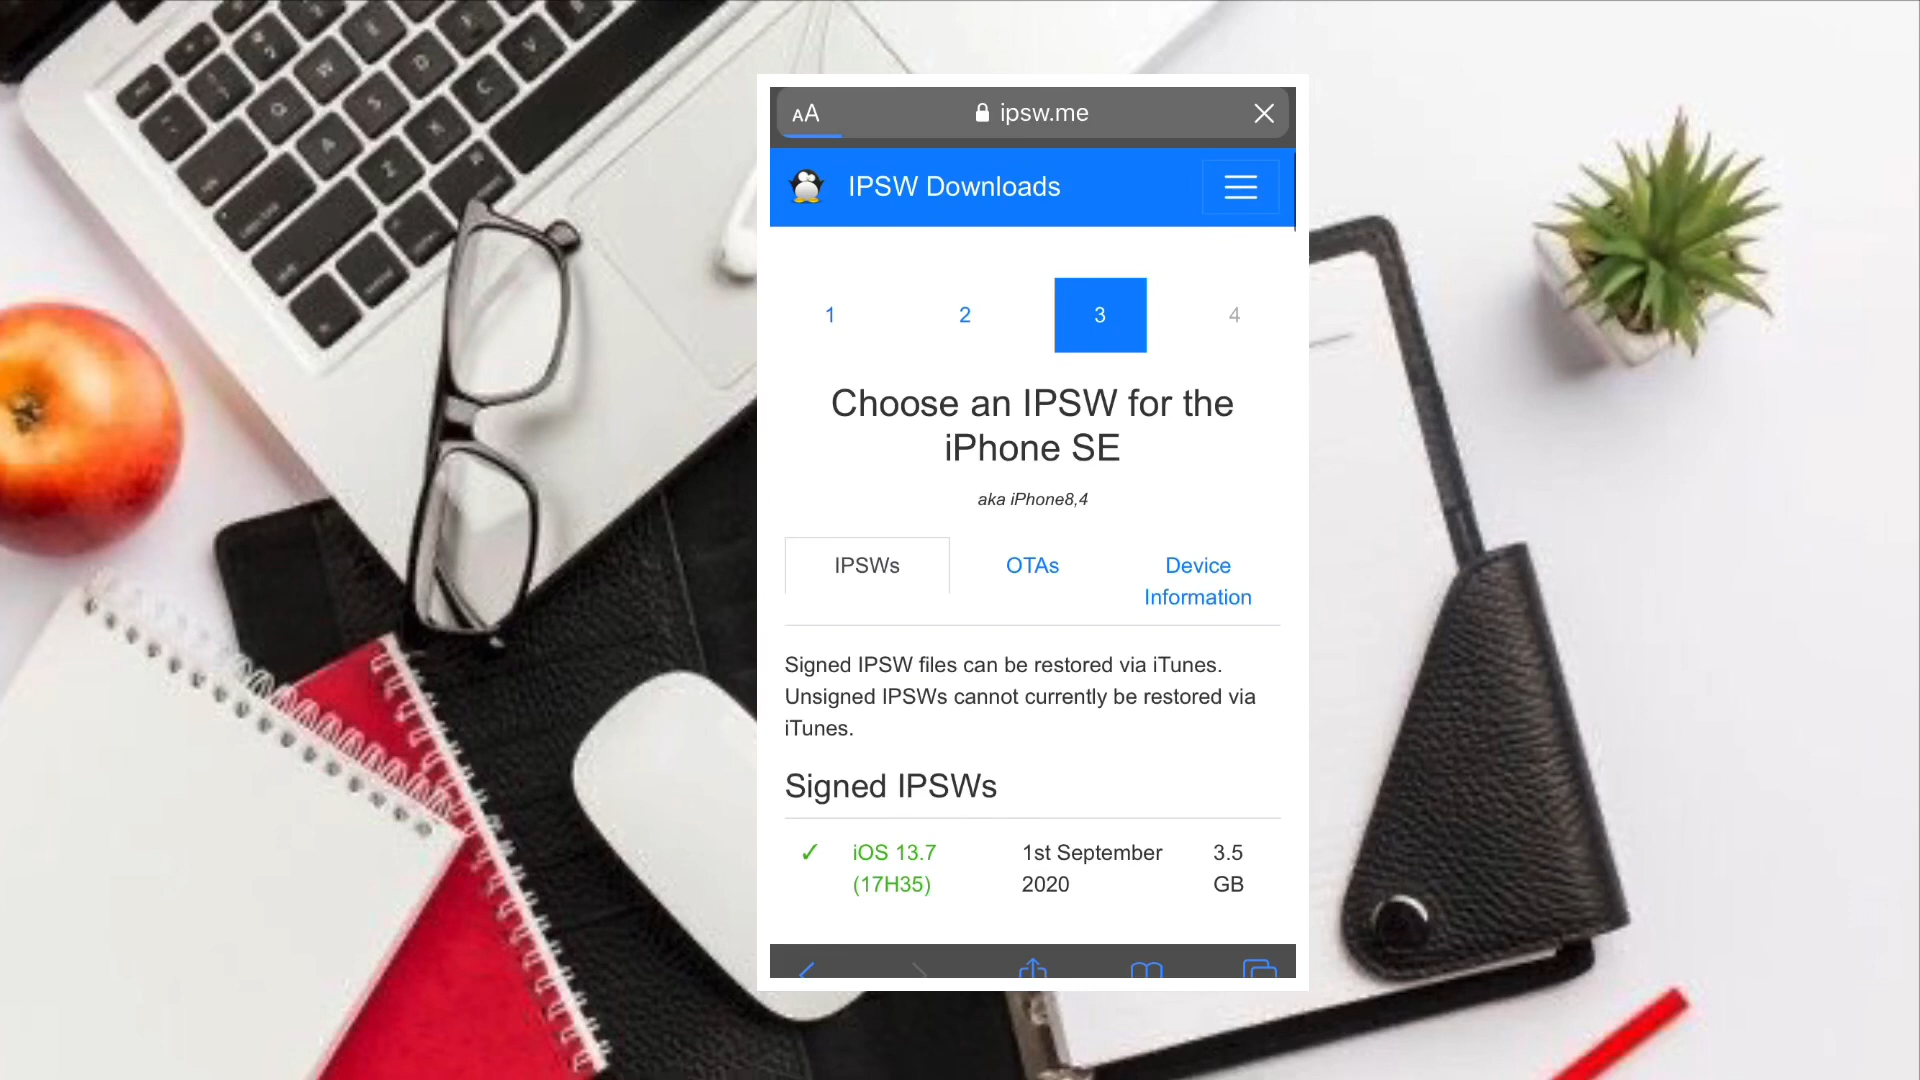 AA ipsw.me
IPSW Downloads
1 2 3 4
Choose an IPSW for the
iPhone SE
aka iPhone8,4
IPSWs OTAs Device
Information
Signed IPSW files can be restored via iTunes.
Unsigned IPSWs cannot currently be restored via
iTunes.
Signed IPSWs
✓ iOS 13.7 1st September 3.5
(17H35) 2020 GB